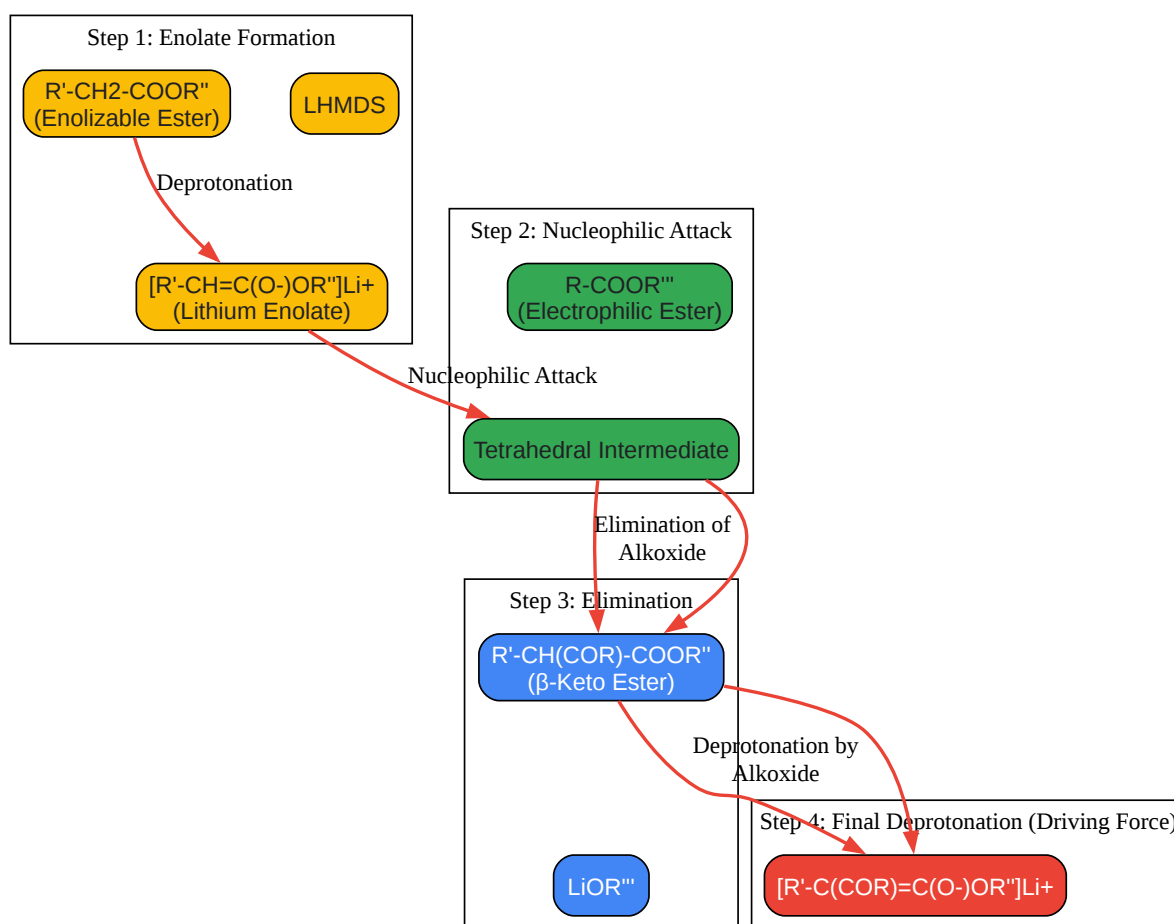 Step 1: Enolate Formation
R'-CH2-COOR"
(Enolizable Ester)
LHMDS
Deprotonation
[R'-CH=C(O-)OR"]Li+
(Lithium Enolate)
Step 2: Nucleophilic Attack
R-COOR'"
(Electrophilic Ester)
Nucleophilic Attack
Tetrahedral Intermediate
Elimination of
Alkoxide
Step 3: Elimination
R'-CH(COR)-COOR"
(β-Keto Ester)
Deprotonation by
Alkoxide
Step 4: Final Deprotonation (Driving Force)
LiOR'"
[R'-C(COR)=C(O-)OR"]Li+